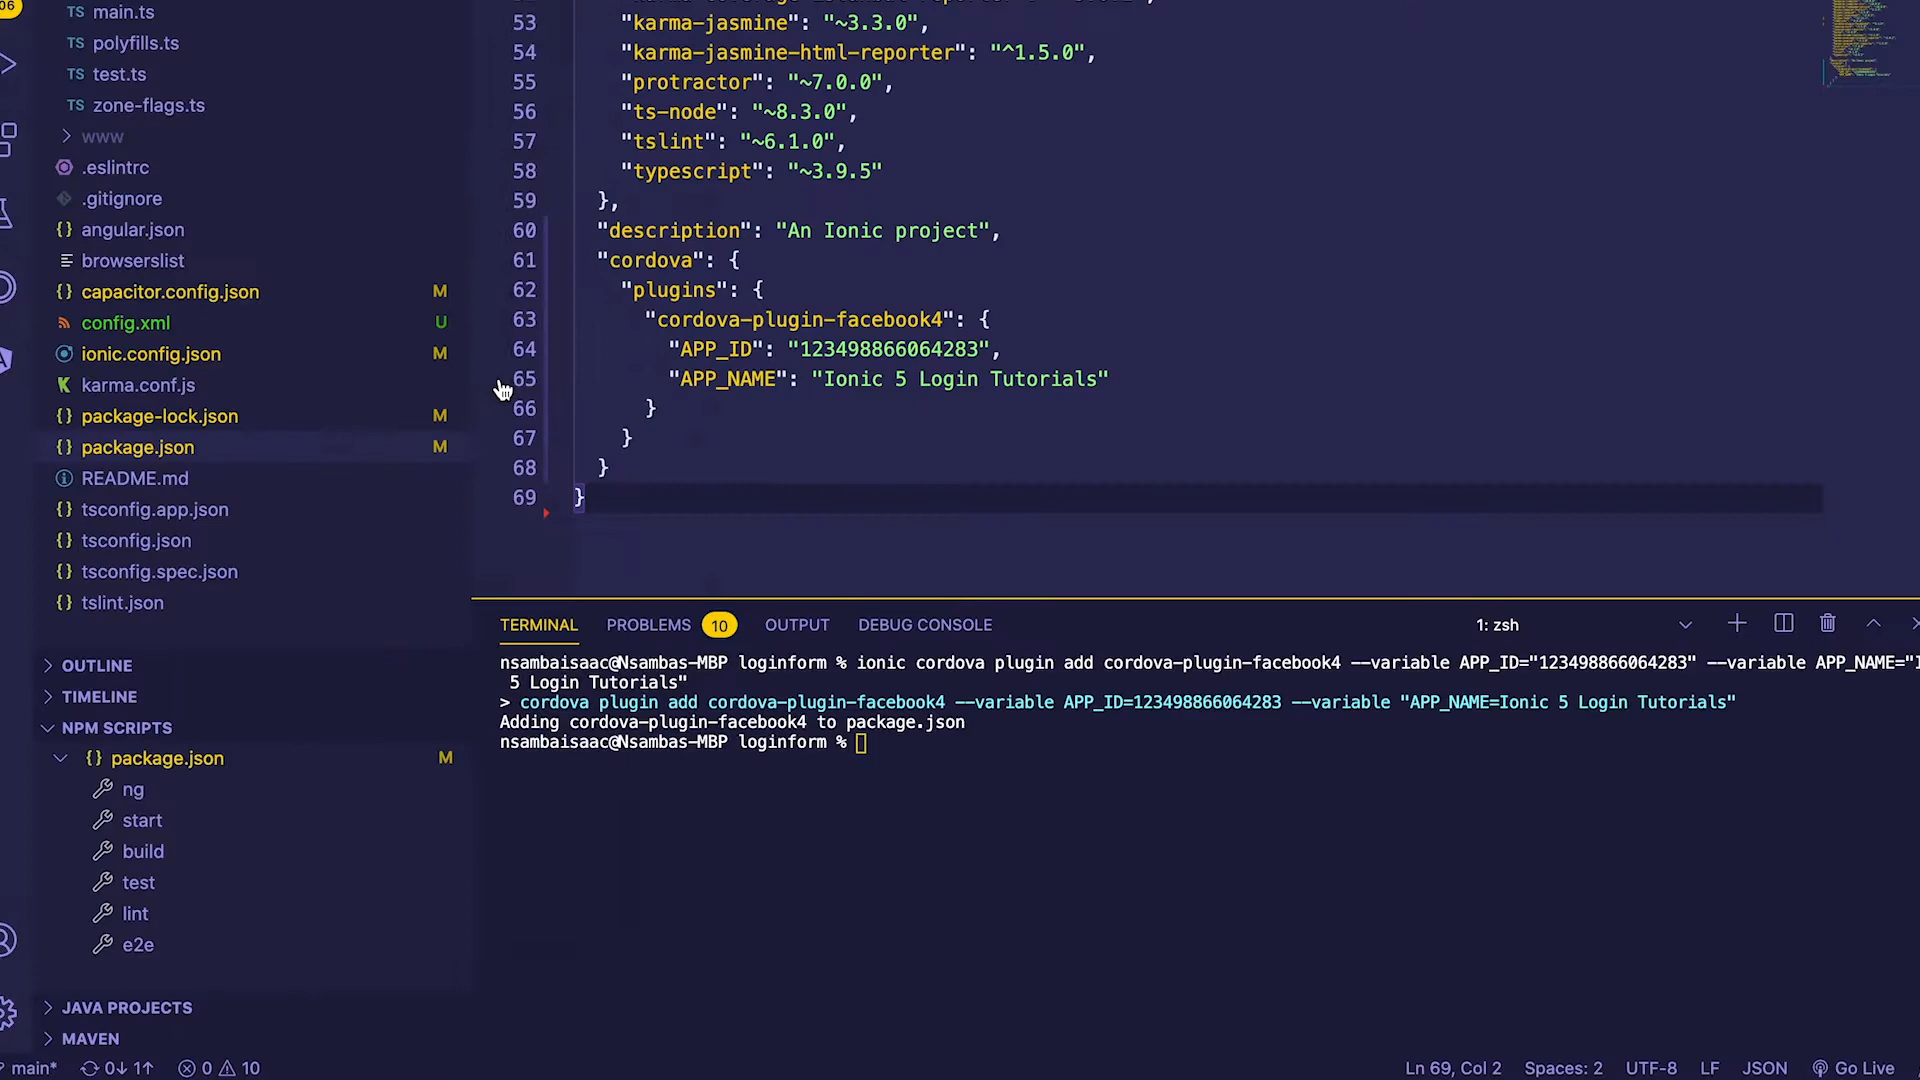 06
TS main.ts
TS polyfills.ts
TS test.ts
TS zone-flags.ts
www
.eslintrc
.gitignore
{} angular.json
browserslist
{} capacitor.config.json M
config.xml U
ionic.config.json M
K karma.conf.js
{} package-lock.json M
{} package.json M
README.md
{} tsconfig.app.json
{} tsconfig.json
{} tsconfig.spec.json
{} tslint.json
OUTLINE
TIMELINE
NPM SCRIPTS
{} package.json M
ng
start
build
test
lint
e2e
JAVA PROJECTS
MAVEN
53 "karma-jasmine": "~3.3.0",
54 "karma-jasmine-html-reporter": "^1.5.0",
55 "protractor": "~7.0.0",
56 "ts-node": "~8.3.0",
57 "tslint": "~6.1.0",
58 "typescript": "~3.9.5"
59 },
60 "description": "An Ionic project",
61 "cordova": {
62 "plugins": {
63 "cordova-plugin-facebook4": {
64 "APP_ID": "123498866064283",
65 "APP_NAME": "Ionic 5 Login Tutorials"
66 }
67 }
68 }
69 }
TERMINAL PROBLEMS 10 OUTPUT DEBUG CONSOLE 1: zsh
nsambaisaac@Nsambas-MBP loginform % ionic cordova plugin add cordova-plugin-facebook4 --variable APP_ID="123498866064283" --variable APP_NAME="I
5 Login Tutorials"
> cordova plugin add cordova-plugin-facebook4 --variable APP_ID=123498866064283 --variable "APP_NAME=Ionic 5 Login Tutorials"
Adding cordova-plugin-facebook4 to package.json
nsambaisaac@Nsambas-MBP loginform %
main* 0↓ 1↑ 0 10 Ln 69, Col 2 Spaces: 2 UTF-8 LF JSON Go Live